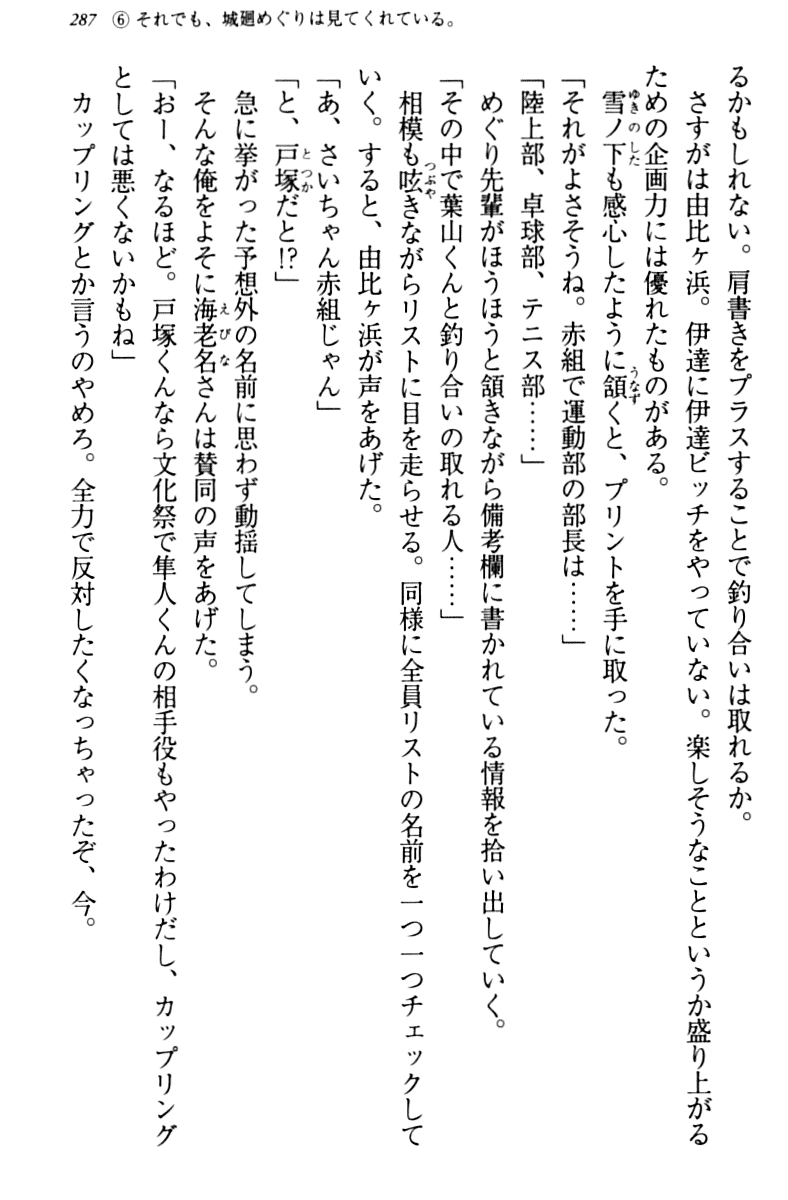 287 ⑥ それでも、城廻めぐりは見てくれている。
るかもしれない。肩書きをプラスすることで釣り合いは取れるか。
さすがは由比ヶ浜。伊達に伊達ビッチをやっていない。楽しそうなことというか盛り上がる
ための企画力には優れたものがある。
雪ノ下も感心したように頷くと、プリントを手に取った。
「それがよさそうね。赤組で運動部の部長は……」
「陸上部、卓球部、テニス部……」
めぐり先輩がほうほうと頷きながら備考欄に書かれている情報を拾い出していく。
「その中で葉山くんと釣り合いの取れる人……」
相模も呟きながらリストに目を走らせる。同様に全員リストの名前を一つ一つチェックして
いく。すると、由比ヶ浜が声をあげた。
「あ、さいちゃん赤組じゃん」
「と、戸塚だと!?」
急に挙がった予想外の名前に思わず動揺してしまう。
そんな俺をよそに海老名さんは賛同の声をあげた。
「おー、なるほど。戸塚くんなら文化祭で隼人くんの相手役もやったわけだし、カップリング
としては悪くないかもね」
カップリングとか言うのやめろ。全力で反対したくなっちゃったぞ、今。